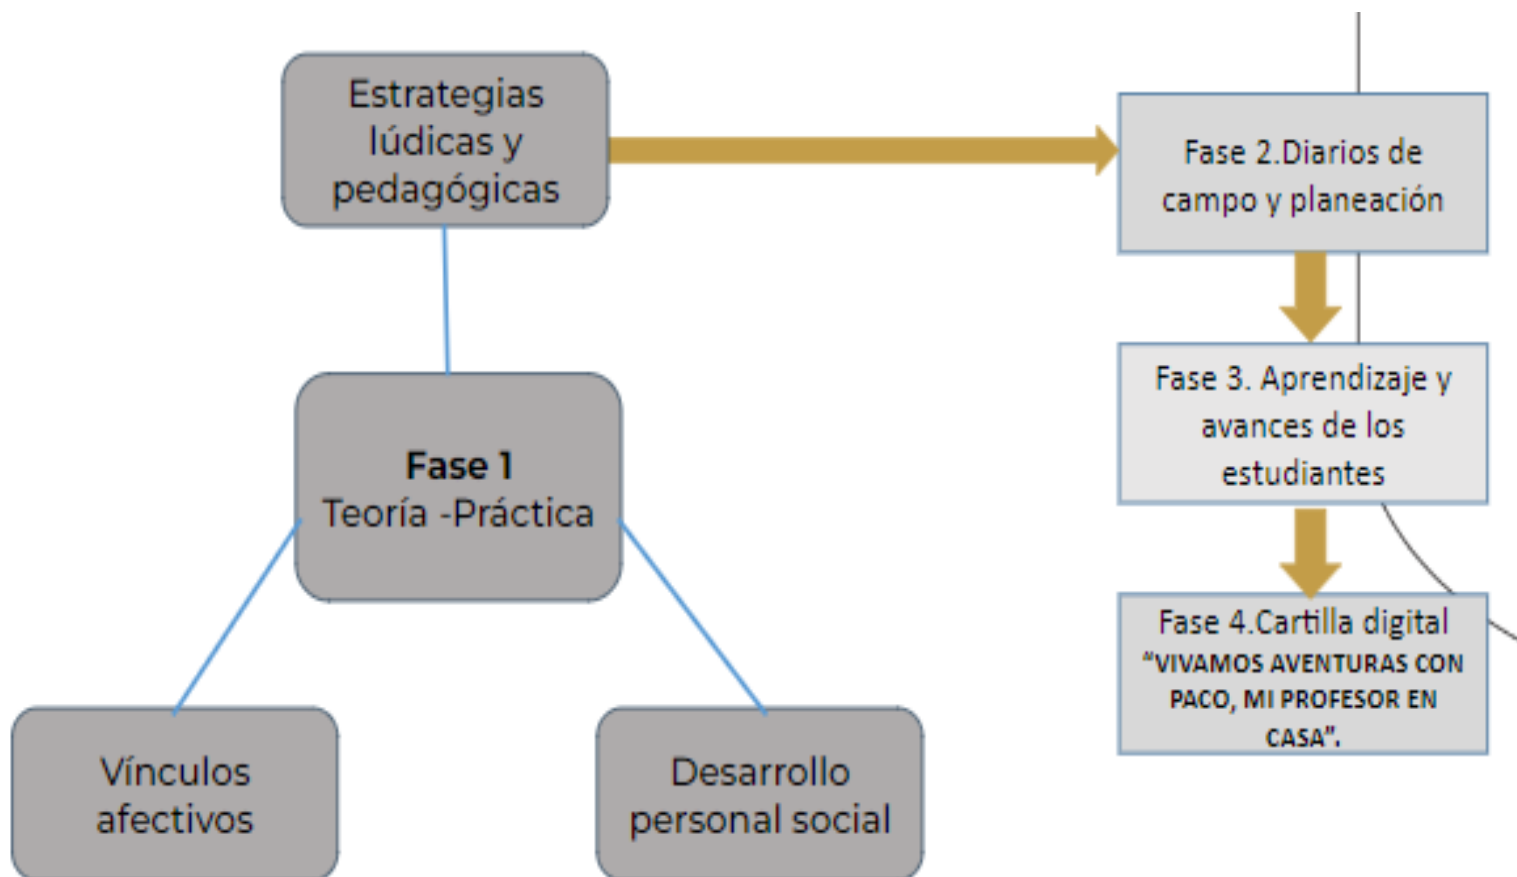 Estrategias
lúdicas y
pedagógicas
Fase 2.Diarios de
campo y planeación
Fase 3. Aprendizaje y
avances de los
estudiantes
Fase 1
Teoría -Práctica
Fase 4.Cartilla digital
“VIVAMOS AVENTURAS CON
PACO, MI PROFESOR EN
CASA”.
Vínculos
afectivos
Desarrollo
personal social